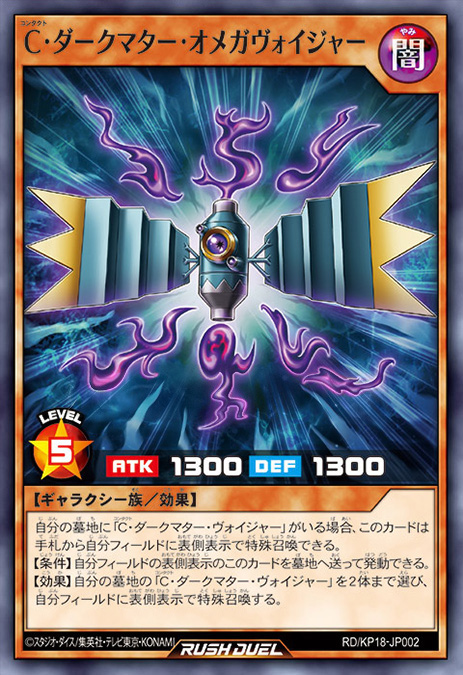 コンタクト
C・ダークマター・オメガヴォイジャー
やみ
闇
LEVEL
5
ATK 1300 DEF 1300
【ギャラクシー族／効果】
自分の墓地に「C・ダークマター・ヴォイジャー」がいる場合、このカードは
手札から自分フィールドに表側表示で特殊召喚できる。
【条件】自分フィールドの表側表示のこのカードを墓地へ送って発動できる。
【効果】自分の墓地の「C・ダークマター・ヴォイジャー」を2体まで選び、
自分フィールドに表側表示で特殊召喚する。
©スタジオ・ダイス/集英社・テレビ東京・KONAMI
RUSH DUEL
RD/KP18-JP002